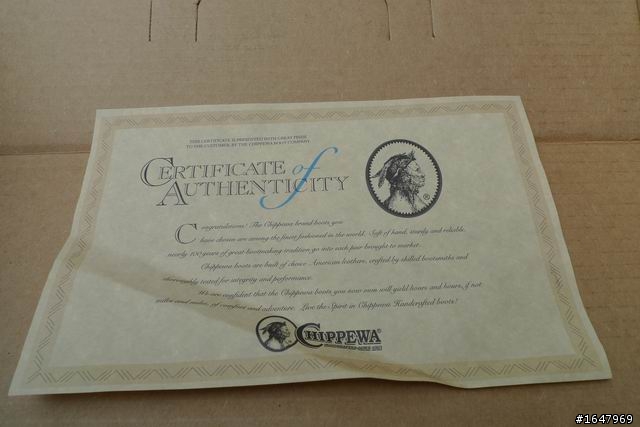 THIS CERTIFICATE IS PRESENTED WITH GREAT PRIDE
TO THE CUSTOMER BY THE CHIPPEWA BOOT COMPANY.
CERTIFICATE of
AUTHENTICITY
®
Congratulations! The Chippewa brand boots you
have chosen are among the finest fashioned in the world. Soft of hand, sturdy and reliable,
nearly 100 years of great bootmaking tradition go into each pair brought to market.
Chippewa boots are built of choice American leathers, crafted by skilled bootsmiths and
thoroughly tested for integrity and performance.
We are confident that the Chippewa boots you now own will yield hours and hours, if not
miles and miles, of comfort and adventure. Live the Spirit in Chippewa Handcrafted boots!
CHIPPEWA®
#1647969